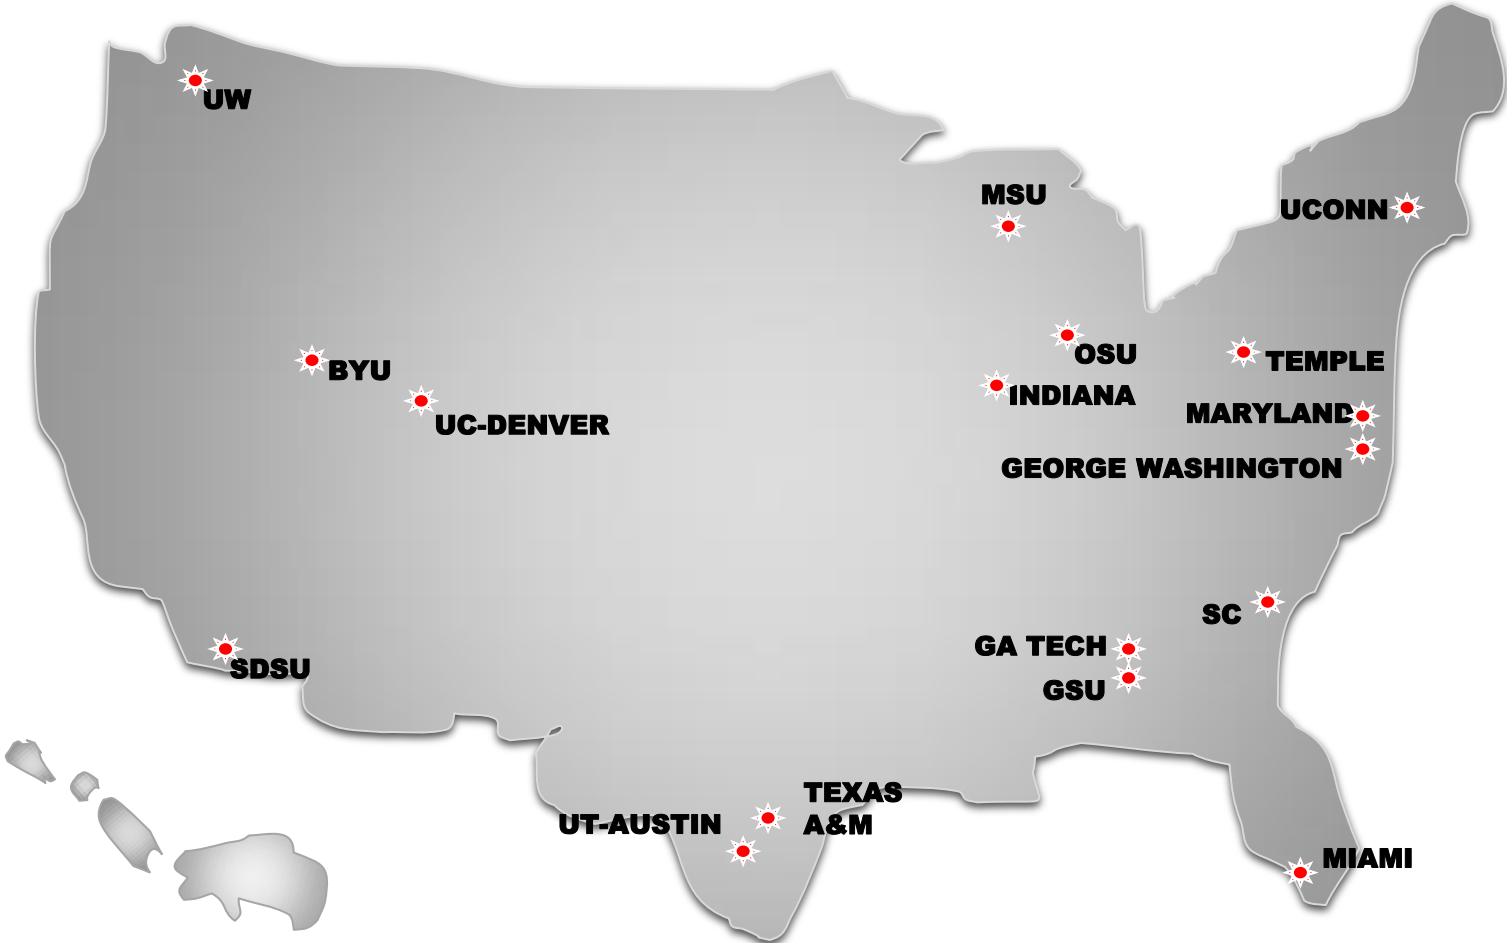 UW
MSU
UCONN
OSU
TEMPLE
BYU
INDIANA
MARYLAND
UC-DENVER
GEORGE WASHINGTON
SC
GA TECH
SDSU
GSU
TEXAS
A&M
UT-AUSTIN
MIAMI